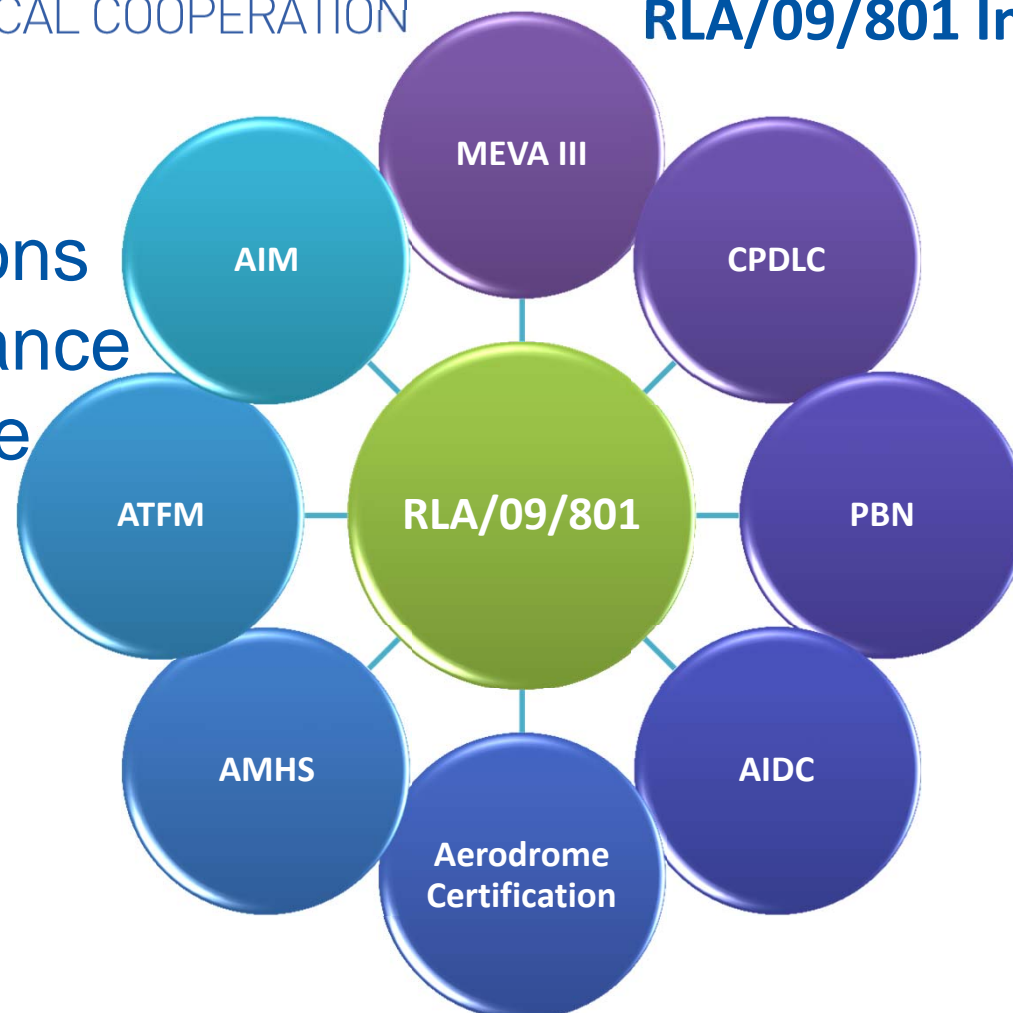 CAL COOPERATION
RLA/09/801 In
MEVA III
AIM
CPDLC
ons
ance
e
ATFM
RLA/09/801
PBN
AMHS
AIDC
Aerodrome
Certification